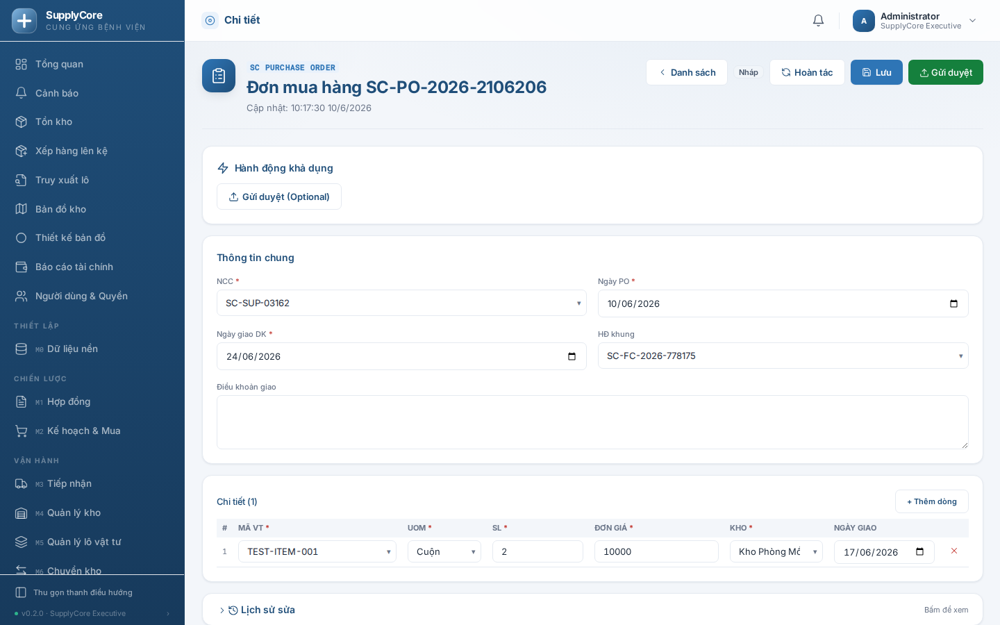 SupplyCore
CUNG ỨNG BỆNH VIỆN
Tổng quan
Cảnh báo
Tồn kho
Xếp hàng lên kệ
Truy xuất lô
Bản đồ kho
Thiết kế bản đồ
Báo cáo tài chính
Người dùng & Quyền
THIẾT LẬP
M0 Dữ liệu nền
CHIẾN LƯỢC
M1 Hợp đồng
M2 Kế hoạch & Mua
VẬN HÀNH
M3 Tiếp nhận
M4 Quản lý kho
M5 Quản lý lô vật tư
M6 Chuyển kho
Thu gọn thanh điều hướng
v0.2.0 · SupplyCore Executive
Chi tiết
A
Administrator
SupplyCore Executive
SC PURCHASE ORDER
Đơn mua hàng SC-PO-2026-2106206
Cập nhật: 10:17:30 10/6/2026
Danh sách
Nháp
Hoàn tác
Lưu
Gửi duyệt
Hành động khả dụng
Gửi duyệt (Optional)
Thông tin chung
NCC *
SC-SUP-03162
Ngày PO *
10/06/2026
Ngày giao DK *
24/06/2026
HĐ khung
SC-FC-2026-778175
Điều khoản giao
Chi tiết (1)
+ Thêm dòng
# MÃ VT * UOM * SL * ĐƠN GIÁ * KHO * NGÀY GIAO
1 TEST-ITEM-001 Cuộn 2 10000 Kho Phòng Mổ 17/06/2026
Lịch sử sửa
Bấm để xem